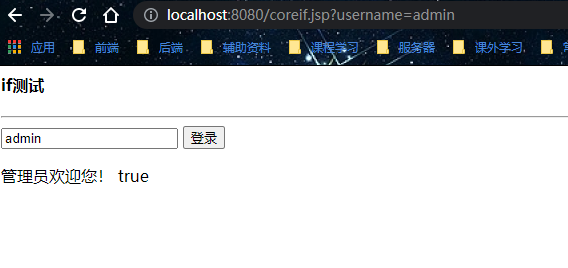 localhost:8080/coreif.jsp?username=admin
应用 前端 后端 辅助资料 课程学习 服务器 课外学习
if测试
admin 登录
管理员欢迎您! true